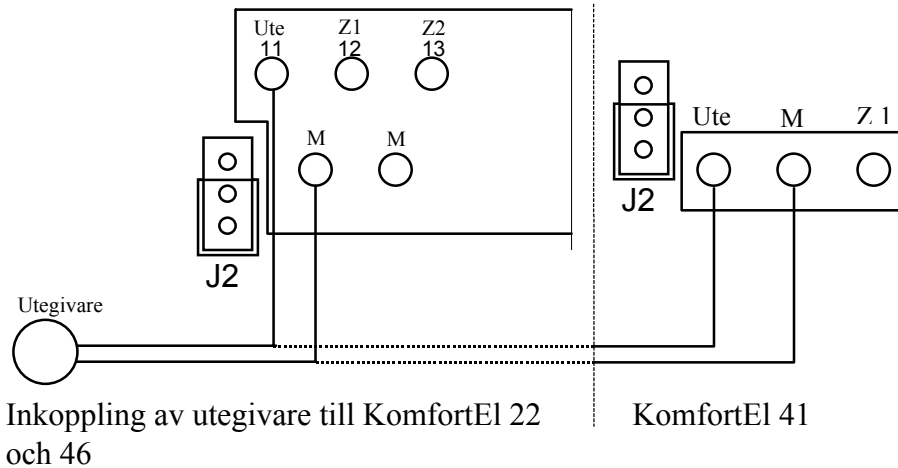 Ute Z1 Z2
11 12 13
M M
J2
Utegivare
Ute M Z 1
J2
Inkoppling av utegivare till KomfortEl 22
och 46
KomfortEl 41